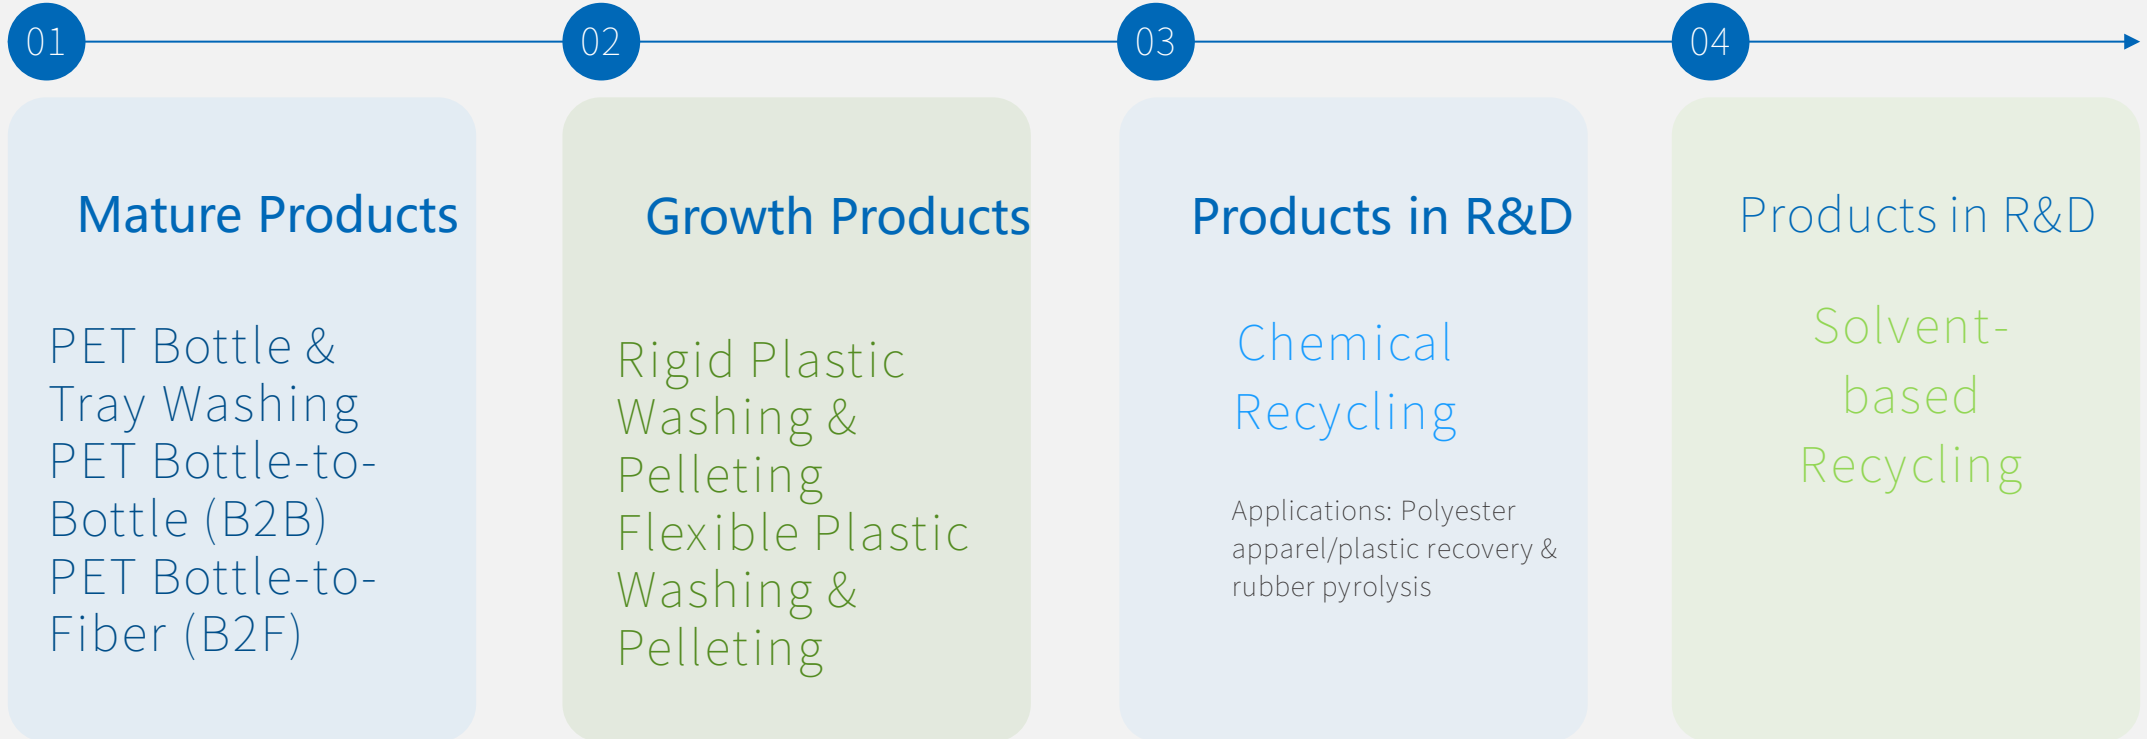 01
02
03
04
Mature Products
PET Bottle &
Tray Washing
PET Bottle-to-
Bottle (B2B)
PET Bottle-to-
Fiber (B2F)
Growth Products
Rigid Plastic
Washing &
Pelleting
Flexible Plastic
Washing &
Pelleting
Products in R&D
Chemical
Recycling
Applications: Polyester
apparel/plastic recovery &
rubber pyrolysis
Products in R&D
Solvent-
based
Recycling